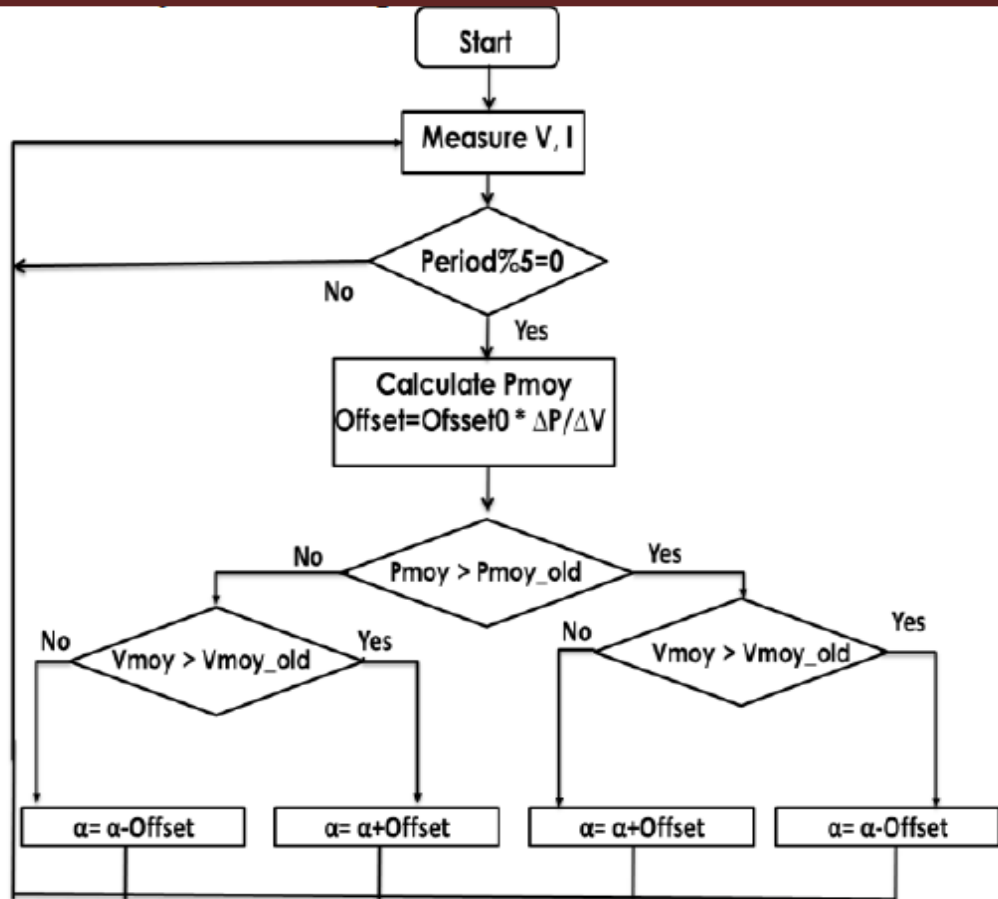 Start
Measure V, I
Period%5=0
No
Yes
Calculate Pmoy
Offset=Ofsset0 * ΔP/ΔV
No
Pmoy > Pmoy_old
Yes
No
Vmoy > Vmoy_old
Yes
No
Vmoy > Vmoy_old
Yes
α= α-Offset
α= α+Offset
α= α+Offset
α= α-Offset